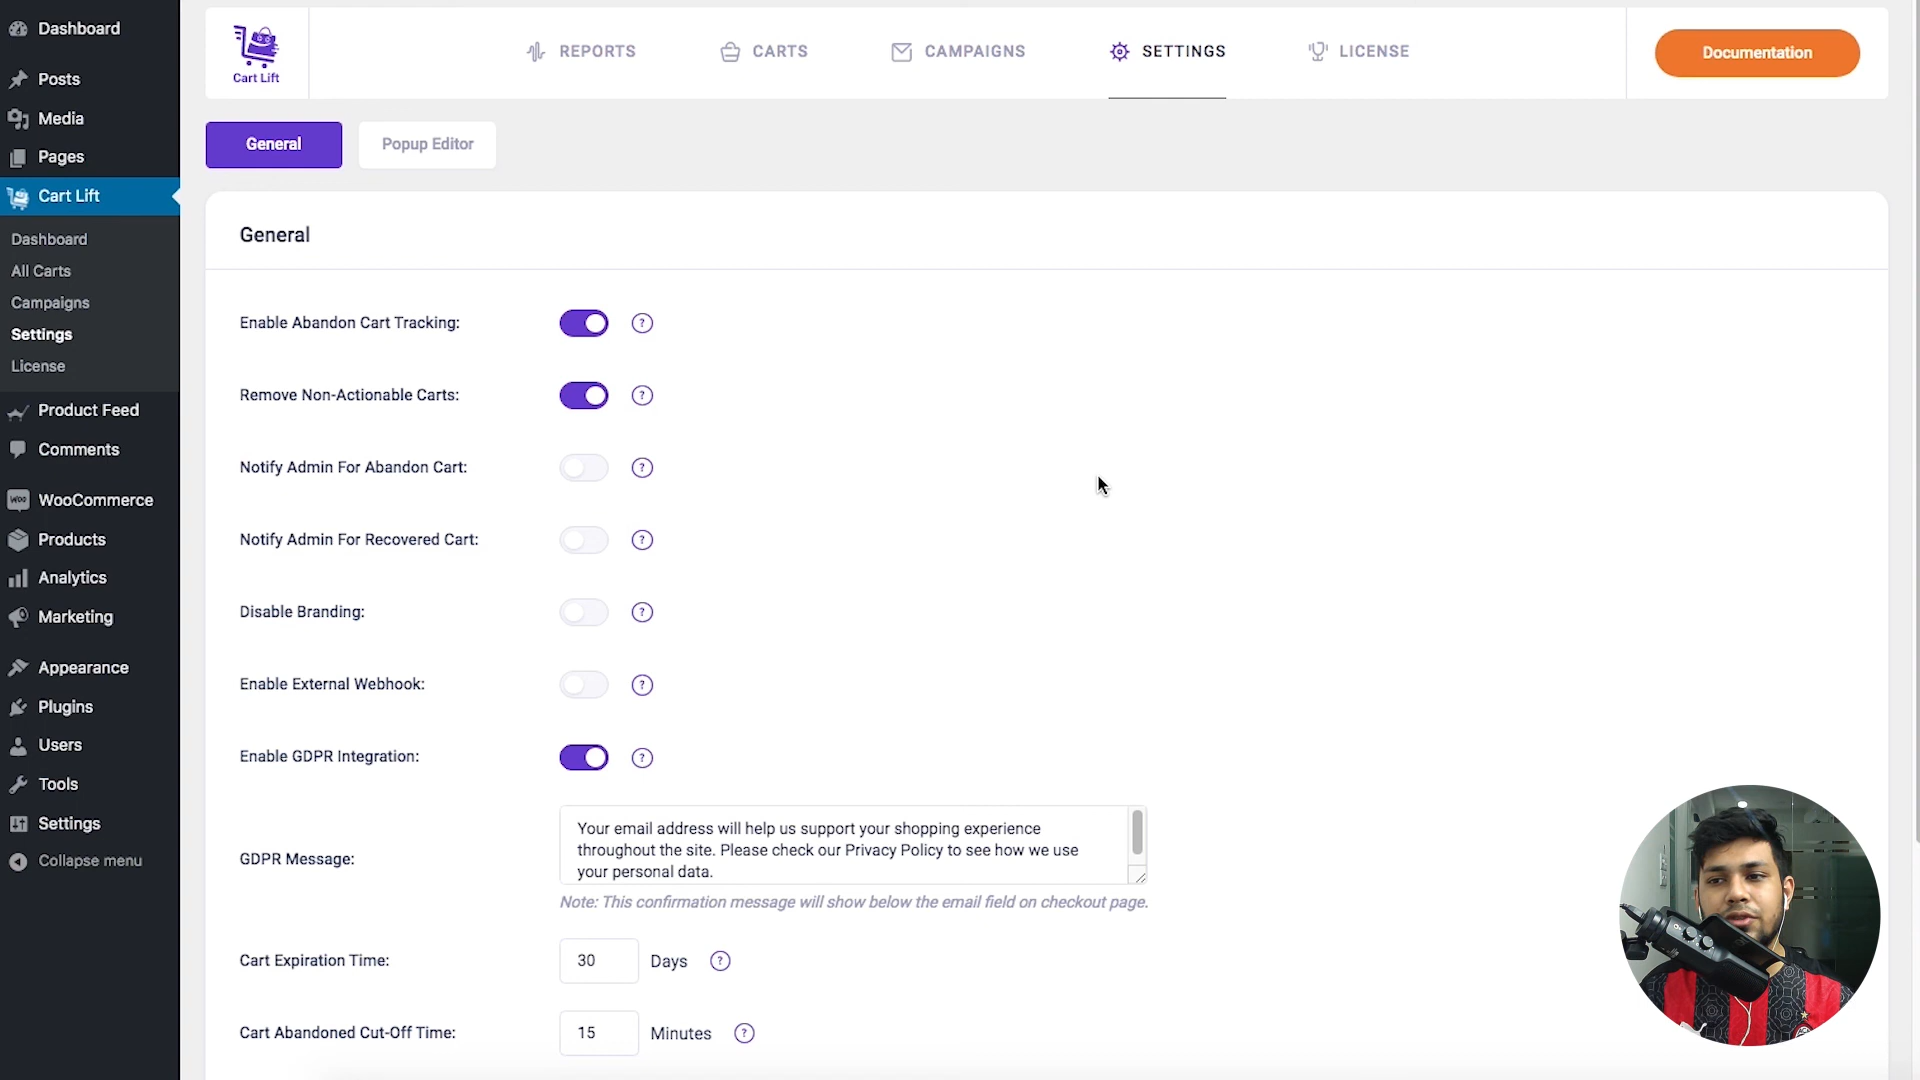 Dashboard
Posts
Media
Pages
Cart Lift
Dashboard
All Carts
Campaigns
Settings
License
Product Feed
Comments
WooCommerce
Products
Analytics
Marketing
Appearance
Plugins
Users
Tools
Settings
Collapse menu
Cart Lift
REPORTS
CARTS
CAMPAIGNS
SETTINGS
LICENSE
Documentation
General
Popup Editor
General
Enable Abandon Cart Tracking:
?
Remove Non-Actionable Carts:
?
Notify Admin For Abandon Cart:
?
Notify Admin For Recovered Cart:
?
Disable Branding:
?
Enable External Webhook:
?
Enable GDPR Integration:
?
GDPR Message:
Your email address will help us support your shopping experience
throughout the site. Please check our Privacy Policy to see how we use
your personal data.
Note: This confirmation message will show below the email field on checkout page.
Cart Expiration Time:
30
Days
?
Cart Abandoned Cut-Off Time:
15
Minutes
?